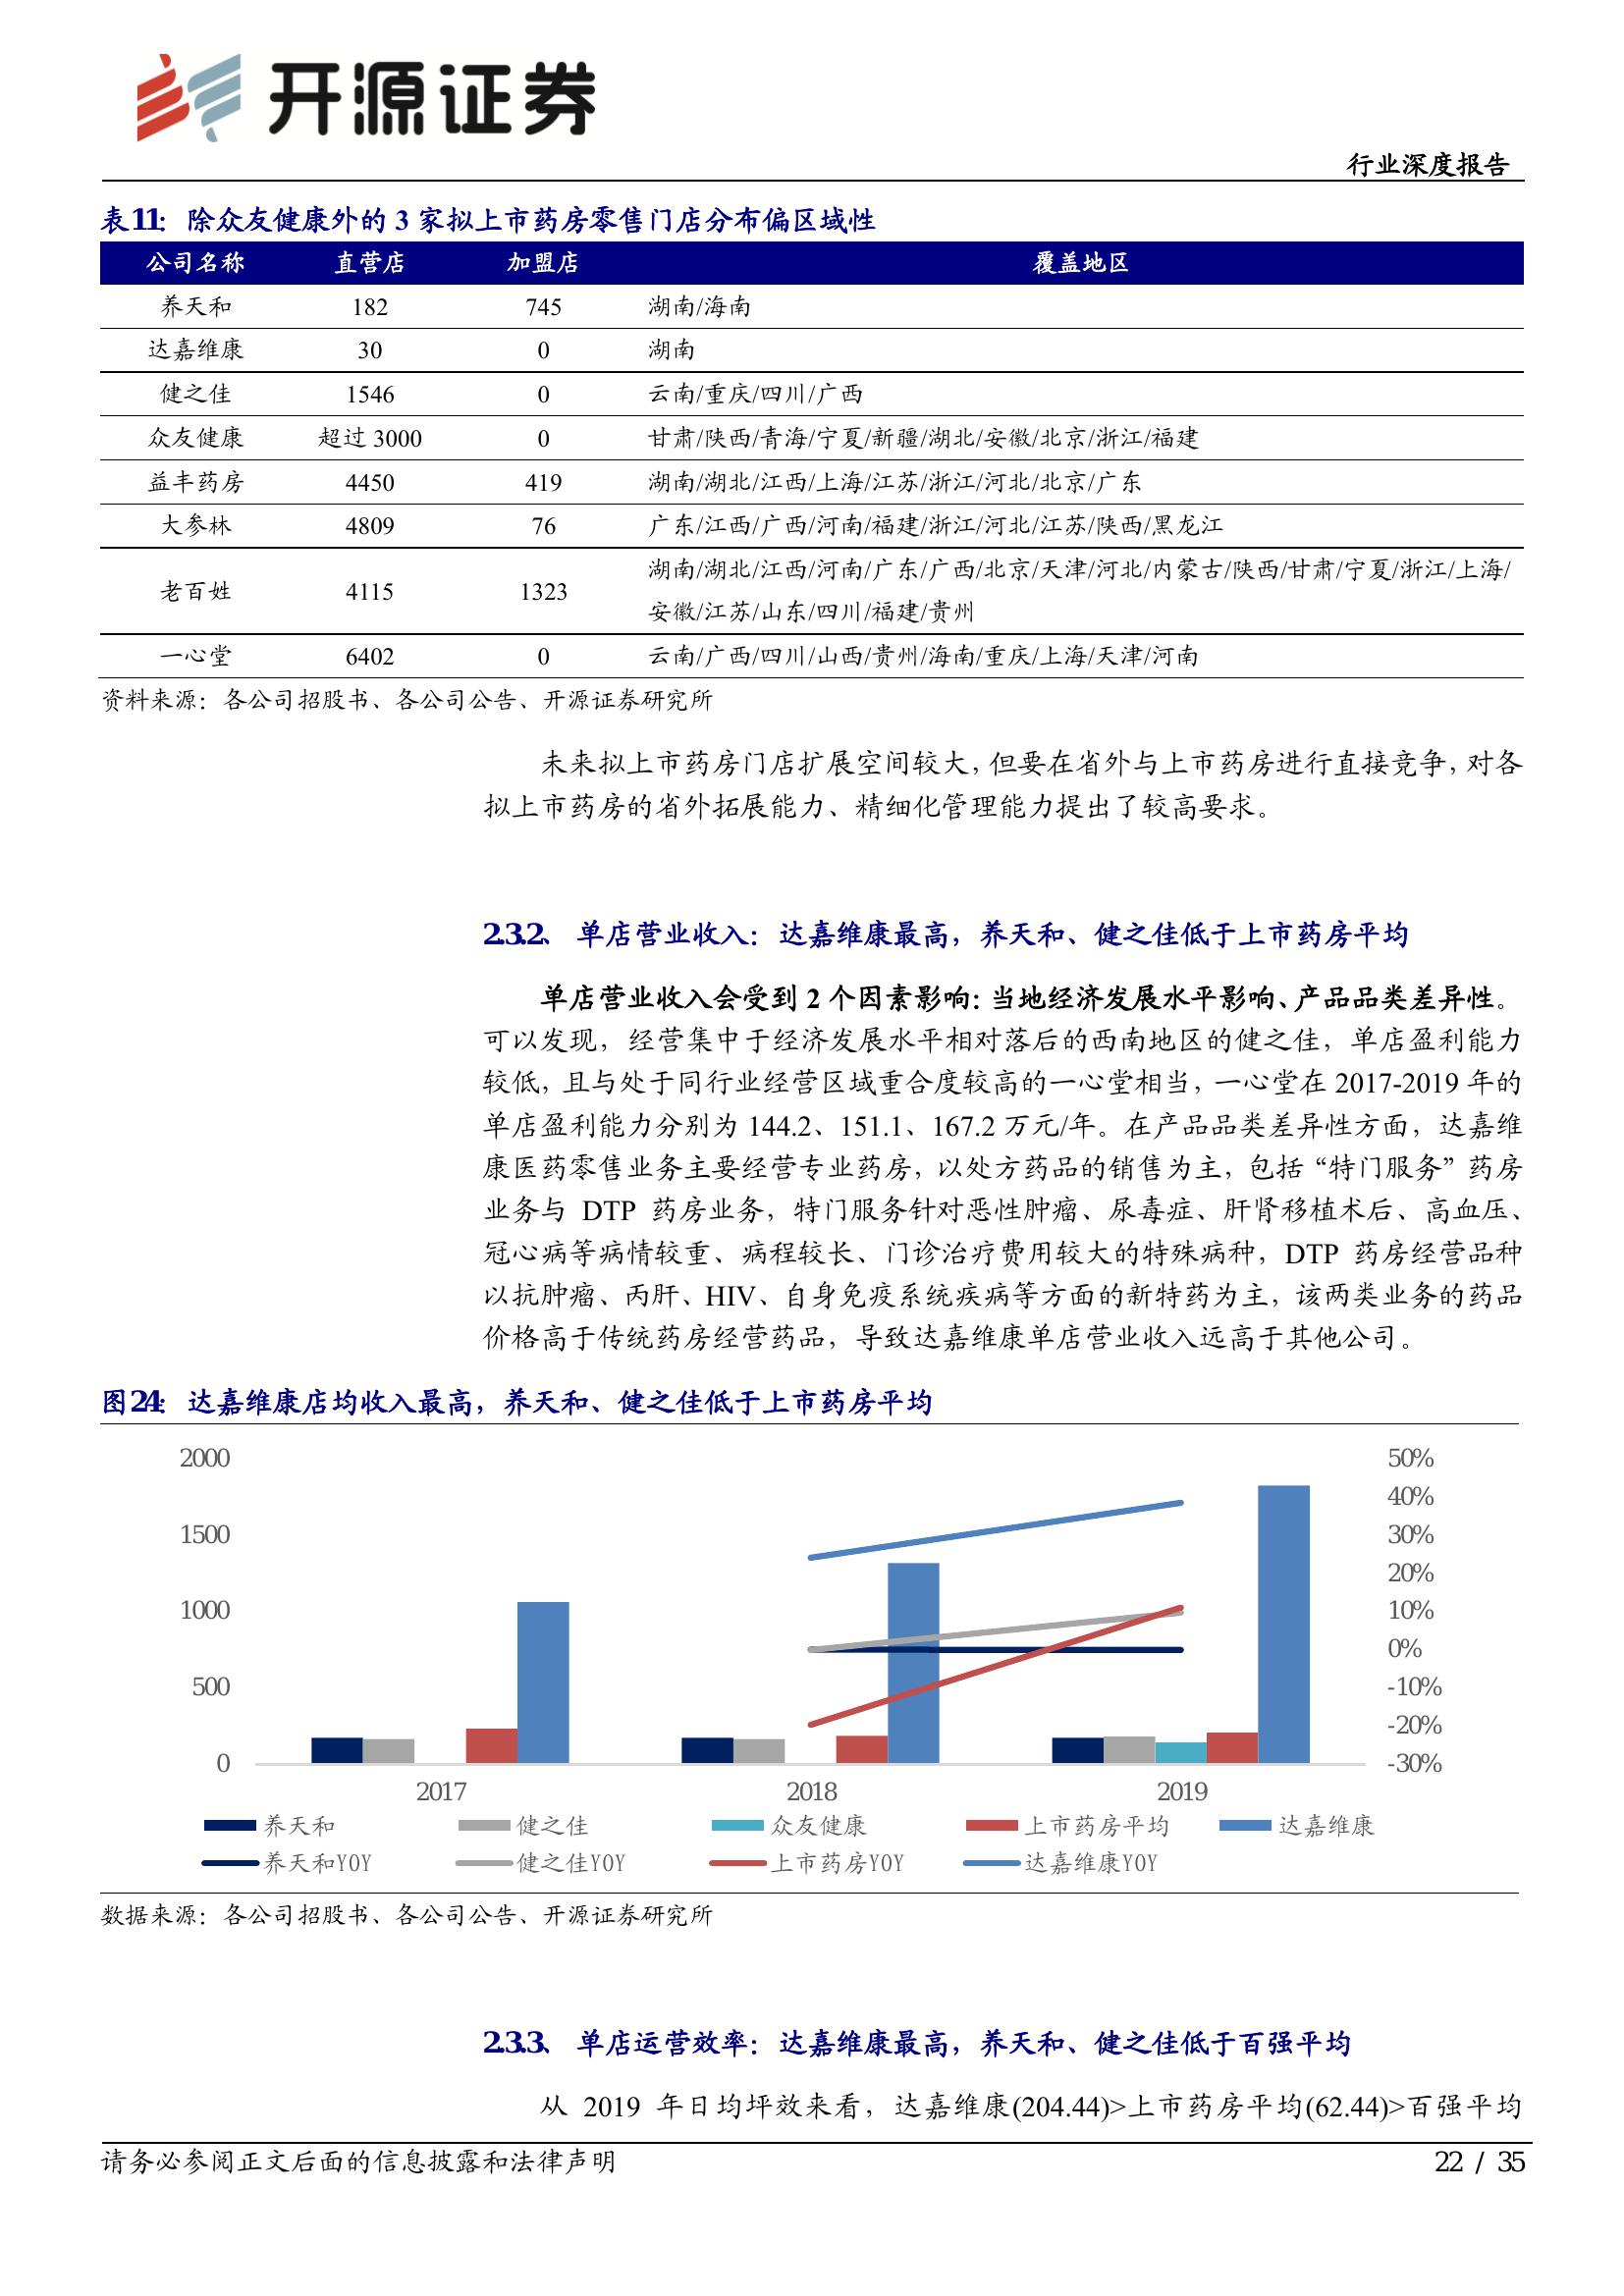 开源证券
行业深度报告
表11：除众友健康外的 3 家拟上市药房零售门店分布偏区域性
公司名称 直营店 加盟店 覆盖地区
养天和 182 745 湖南/海南
达嘉维康 30 0 湖南
健之佳 1546 0 云南/重庆/四川/广西
众友健康 超过 3000 0 甘肃/陕西/青海/宁夏/新疆/湖北/安徽/北京/浙江/福建
益丰药房 4450 419 湖南/湖北/江西/上海/江苏/浙江/河北/北京/广东
大参林 4809 76 广东/江西/广西/河南/福建/浙江/河北/江苏/陕西/黑龙江
老百姓 4115 1323 湖南/湖北/江西/河南/广东/广西/北京/天津/河北/内蒙古/陕西/甘肃/宁夏/浙江/上海/
安徽/江苏/山东/四川/福建/贵州
一心堂 6402 0 云南/广西/四川/山西/贵州/海南/重庆/上海/天津/河南
资料来源：各公司招股书、各公司公告、开源证券研究所
未来拟上市药房门店扩展空间较大，但要在省外与上市药房进行直接竞争，对各
拟上市药房的省外拓展能力、精细化管理能力提出了较高要求。
2.3.2、 单店营业收入：达嘉维康最高，养天和、健之佳低于上市药房平均
单店营业收入会受到 2 个因素影响：当地经济发展水平影响、产品品类差异性。
可以发现，经营集中于经济发展水平相对落后的西南地区的健之佳，单店盈利能力
较低，且与处于同行业经营区域重合度较高的一心堂相当，一心堂在 2017-2019 年的
单店盈利能力分别为 144.2、151.1、167.2 万元/年。在产品品类差异性方面，达嘉维
康医药零售业务主要经营专业药房，以处方药品的销售为主，包括“特门服务”药房
业务与 DTP 药房业务，特门服务针对恶性肿瘤、尿毒症、肝肾移植术后、高血压、
冠心病等病情较重、病程较长、门诊治疗费用较大的特殊病种，DTP 药房经营品种
以抗肿瘤、丙肝、HIV、自身免疫系统疾病等方面的新特药为主，该两类业务的药品
价格高于传统药房经营药品，导致达嘉维康单店营业收入远高于其他公司。
图24：达嘉维康店均收入最高，养天和、健之佳低于上市药房平均
2000 50%
40%
1500 30%
20%
1000 10%
0%
500 -10%
-20%
0 -30%
2017 2018 2019
养天和 健之佳 众友健康 上市药房平均 达嘉维康
养天和YOY 健之佳YOY 上市药房YOY 达嘉维康YOY
数据来源：各公司招股书、各公司公告、开源证券研究所
2.3.3、 单店运营效率：达嘉维康最高，养天和、健之佳低于百强平均
从 2019 年日均坪效来看，达嘉维康(204.44)>上市药房平均(62.44)>百强平均
请务必参阅正文后面的信息披露和法律声明 22 / 35